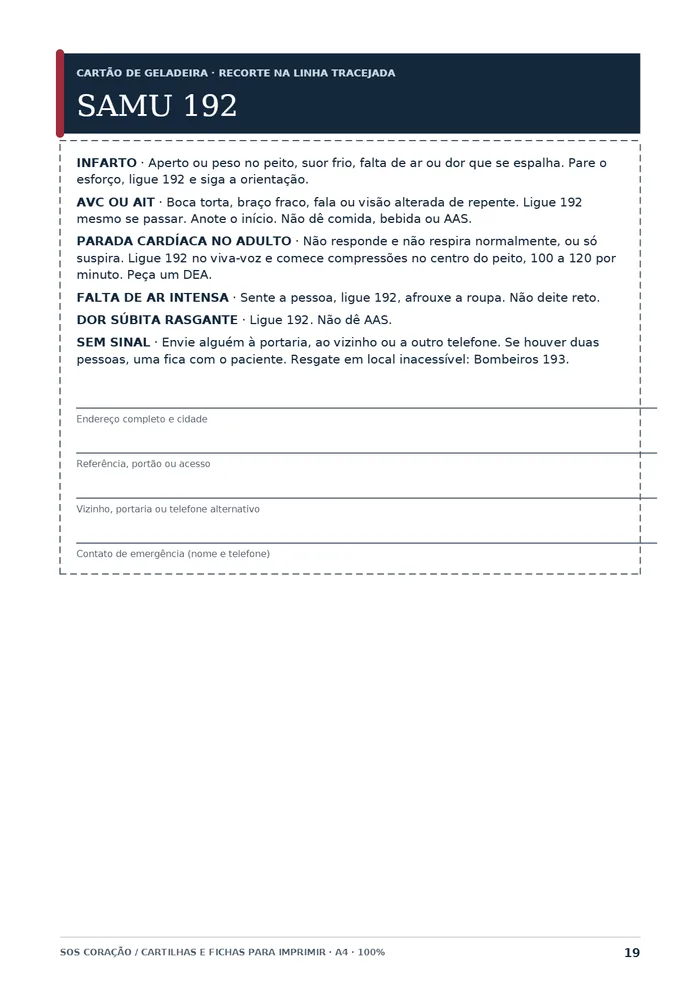 CARTÃO DE GELADEIRA · RECORTE NA LINHA TRACEJADA
SAMU 192
INFARTO · Aperto ou peso no peito, suor frio, falta de ar ou dor que se espalha. Pare o
esforço, ligue 192 e siga a orientação.
AVC OU AIT · Boca torta, braço fraco, fala ou visão alterada de repente. Ligue 192
mesmo se passar. Anote o início. Não dê comida, bebida ou AAS.
PARADA CARDÍACA NO ADULTO · Não responde e não respira normalmente, ou só
suspira. Ligue 192 no viva-voz e comece compressões no centro do peito, 100 a 120 por
minuto. Peça um DEA.
FALTA DE AR INTENSA · Sente a pessoa, ligue 192, afrouxe a roupa. Não deite reto.
DOR SÚBITA RASGANTE · Ligue 192. Não dê AAS.
SEM SINAL · Envie alguém à portaria, ao vizinho ou a outro telefone. Se houver duas
pessoas, uma fica com o paciente. Resgate em local inacessível: Bombeiros 193.
Endereço completo e cidade
Referência, portão ou acesso
Vizinho, portaria ou telefone alternativo
Contato de emergência (nome e telefone)
SOS CORAÇÃO / CARTILHAS E FICHAS PARA IMPRIMIR · A4 · 100%
19